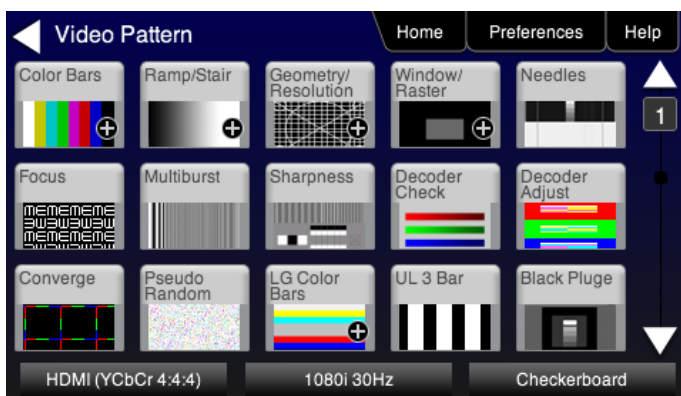 Video Pattern
Home
Preferences
Help
Color Bars
Ramp/Stair
Geometry/
Resolution
Window/
Raster
Needles
1
Focus
Multiburst
Sharpness
Decoder
Check
Decoder
Adjust
MEMEMEME
Converge
Pseudo
Random
LG Color
Bars
UL 3 Bar
Black Pluge
HDMI (YCbCr 4:4:4)
1080i 30Hz
Checkerboard